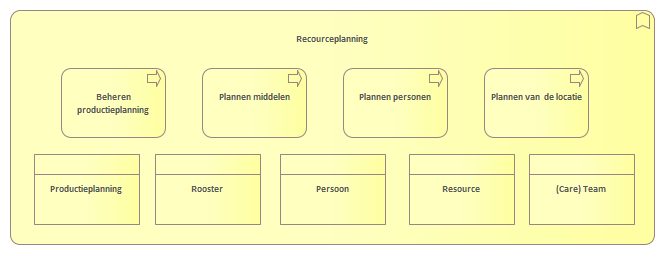 Recourceplanning
Beheren
productieplanning
Plannen middelen
Plannen personen
Plannen van  de locatie
Productieplanning
Rooster
Persoon
Resource
(Care) Team